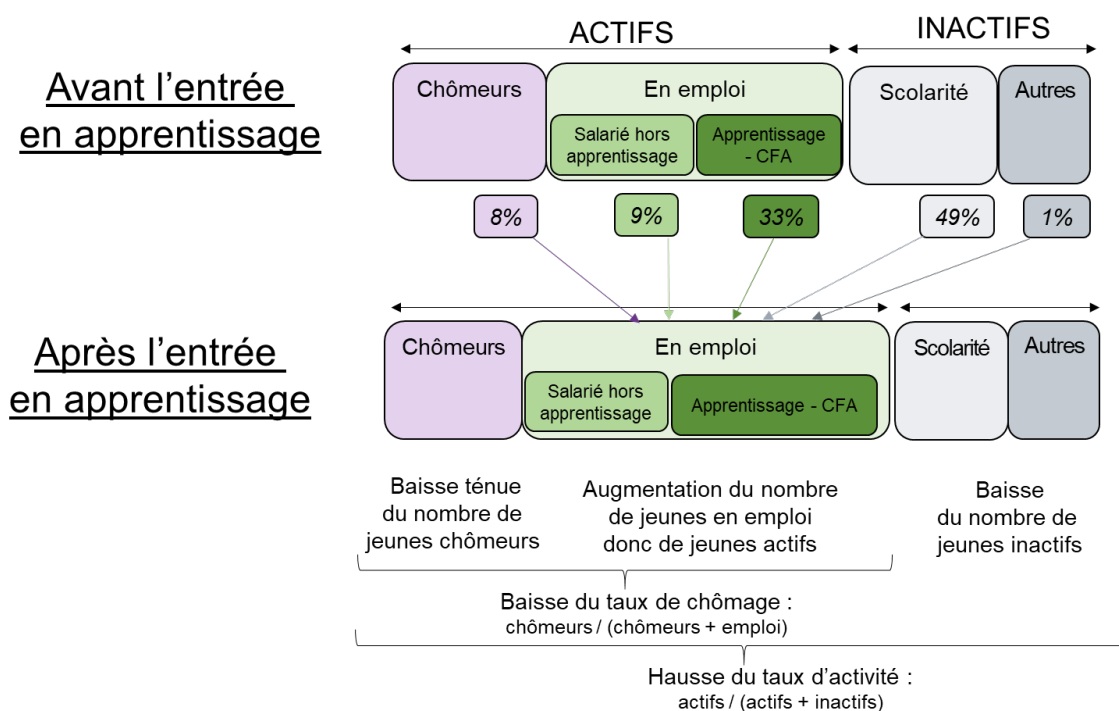 ACTIFS
INACTIFS
Avant l’entrée
en apprentissage
Chômeurs
En emploi
Scolarité
Autres
Salarié hors
apprentissage
Apprentissage
- CFA
8%
9%
33%
49%
1%
Après l’entrée
en apprentissage
Chômeurs
En emploi
Scolarité
Autres
Salarié hors
apprentissage
Apprentissage - CFA
Baisse ténue
du nombre de
jeunes chômeurs
Augmentation du nombre
de jeunes en emploi
donc de jeunes actifs
Baisse
du nombre de
jeunes inactifs
Baisse du taux de chômage :
chômeurs / (chômeurs + emploi)
Hausse du taux d’activité :
actifs / (actifs + inactifs)